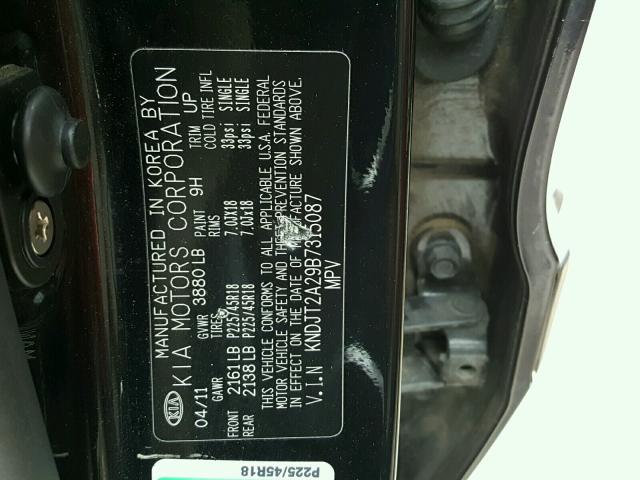 MANUFACTURED IN KOREA BY
KIA KIA MOTORS CORPORATION
04/11 GVWR 3880 LB PAINT 9H TRIM UP
GAWR TIRES RIMS COLD TIRE INFL
FRONT 2161 LB P225/45R18 7.0JX18 33psi SINGLE
REAR 2138 LB P225/45R18 7.0JX18 33psi SINGLE
THIS VEHICLE CONFORMS TO ALL APPLICABLE U.S.A. FEDERAL
MOTOR VEHICLE SAFETY AND THEFT PREVENTION STANDARDS
IN EFFECT ON THE DATE OF MANUFACTURE SHOWN ABOVE.
V.I.N KNDJT2A29B7315087
MPV
P225/45R18